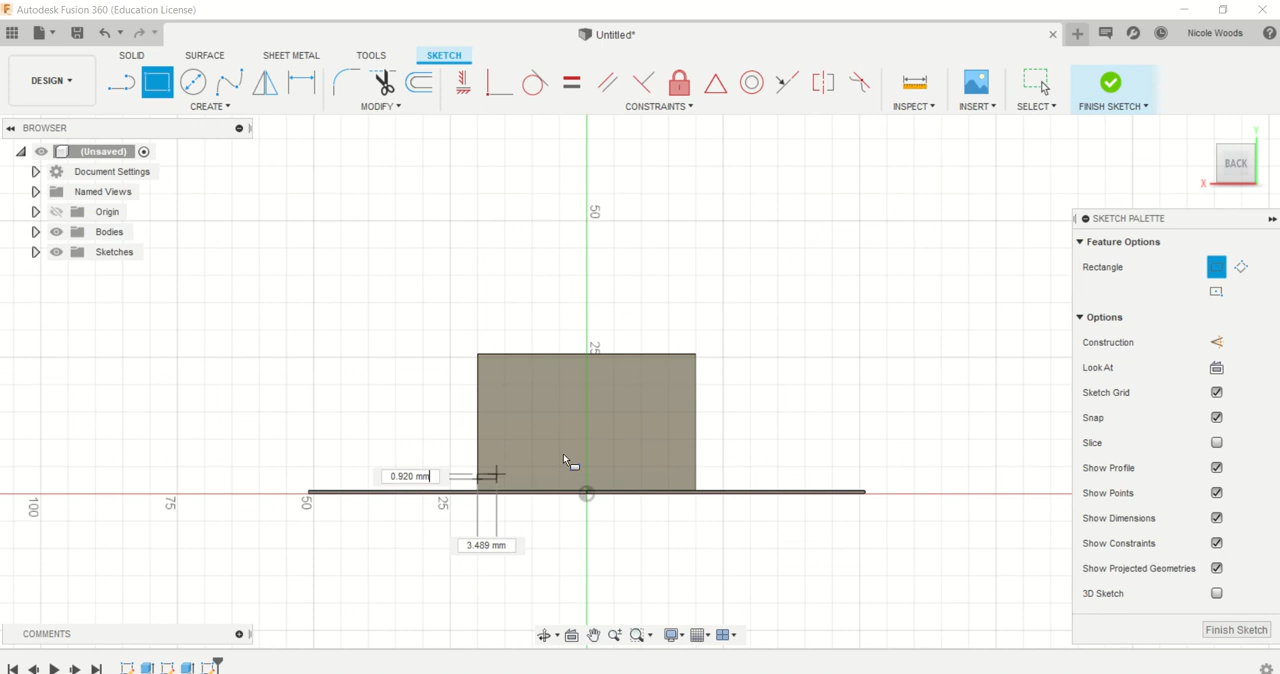 Autodesk Fusion 360 (Education License)
Untitled*
Nicole Woods
DESIGN
SOLID
SURFACE
SHEET METAL
TOOLS
SKETCH
CREATE
MODIFY
CONSTRAINTS
INSPECT
INSERT
SELECT
FINISH SKETCH
BROWSER
(Unsaved)
Document Settings
Named Views
Origin
Bodies
Sketches
Y
BACK
X
SKETCH PALETTE
Feature Options
Rectangle
Options
Construction
Look At
Sketch Grid
Snap
Slice
Show Profile
Show Points
Show Dimensions
Show Constraints
Show Projected Geometries
3D Sketch
Finish Sketch
50
25
0.920 mm
100
75
50
25
3.489 mm
COMMENTS